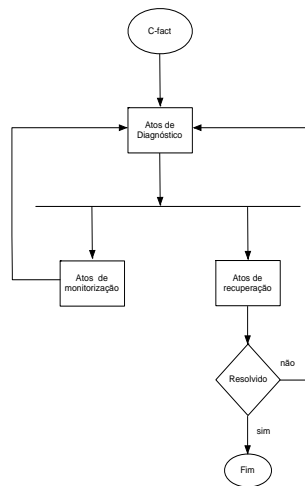 C-fact
Atos de
Diagnóstico
Atos de
monitorização
Atos de
recuperação
Resolvido
não
sim
Fim